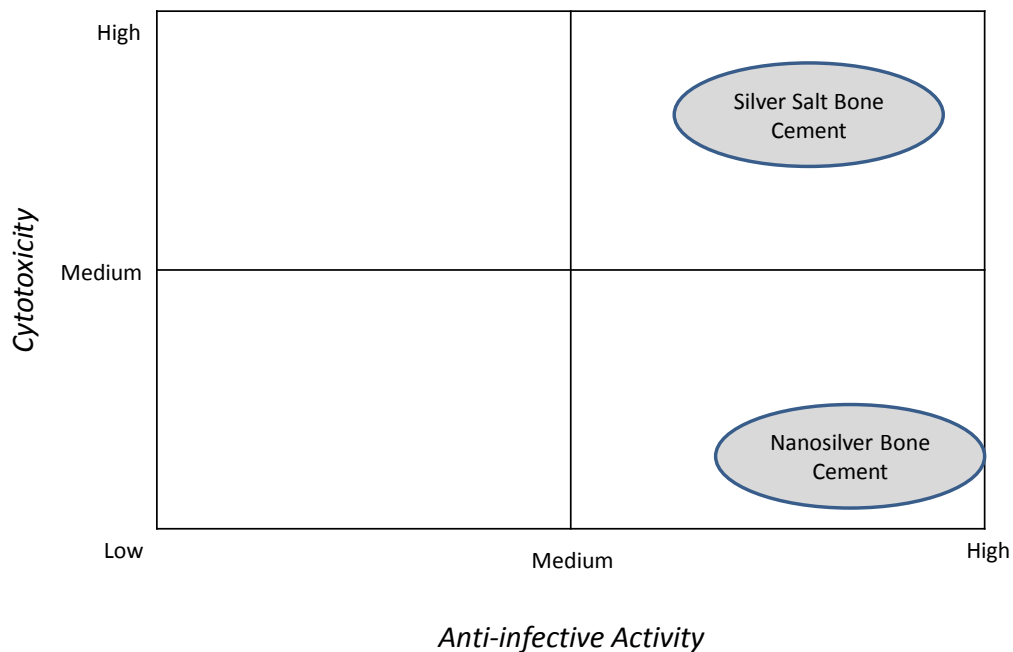 High
Silver Salt Bone
Cement
Cytotoxicity
Medium
Nanosilver Bone
Cement
Low
Medium
High
Anti-infective Activity